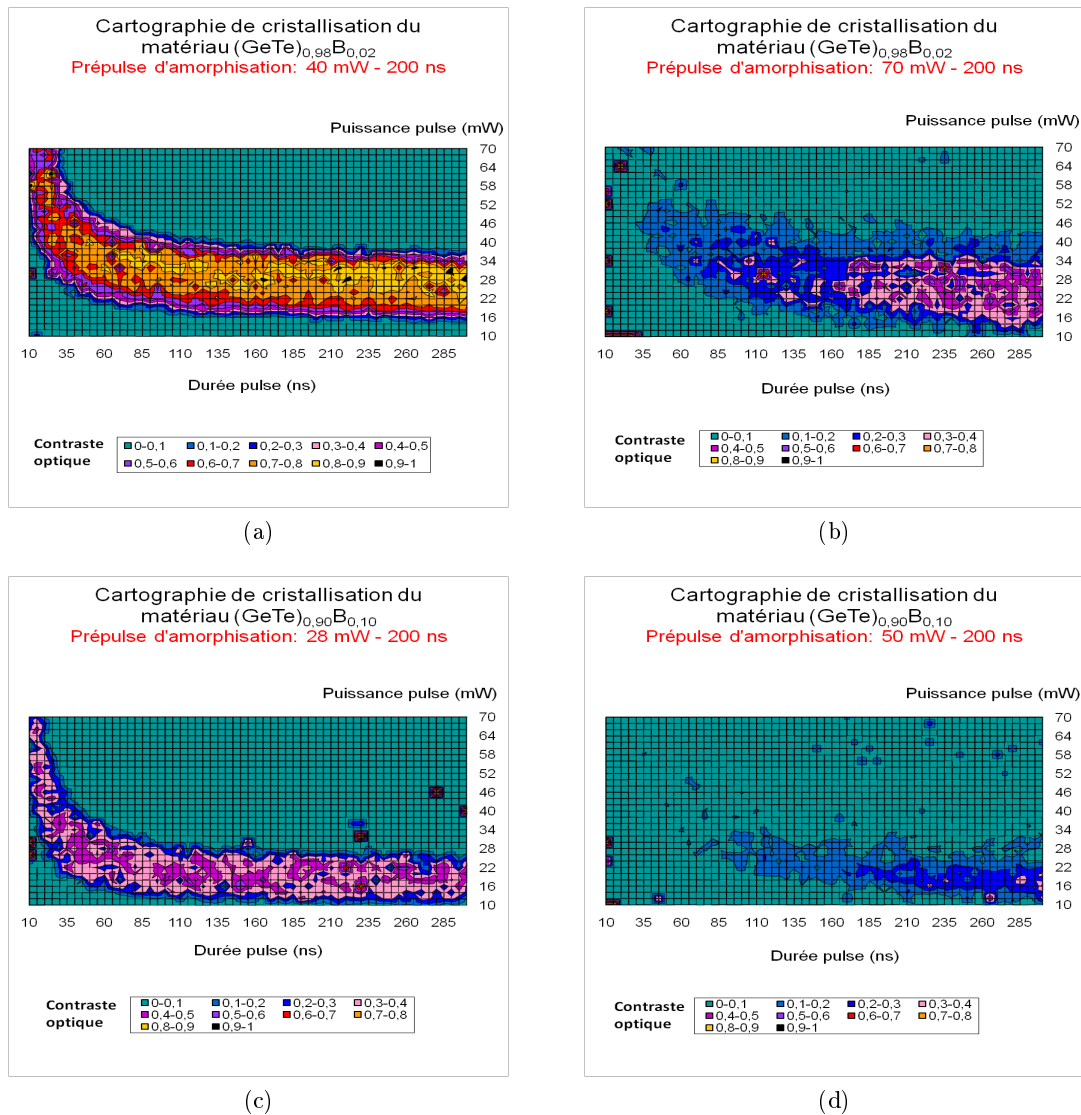 Cartographie de cristallisation du
matériau (GeTe)0,98B0,02
Prépulse d'amorphisation: 40 mW - 200 ns
Puissance pulse (mW)
70
64
58
52
46
40
34
28
22
16
10
10 35 60 85 110 135 160 185 210 235 260 285
Durée pulse (ns)
Contraste optique
0-0,1 0,1-0,2 0,2-0,3 0,3-0,4 0,4-0,5
0,5-0,6 0,6-0,7 0,7-0,8 0,8-0,9 0,9-1
(a)
Cartographie de cristallisation du
matériau (GeTe)0,98B0,02
Prépulse d'amorphisation: 70 mW - 200 ns
Puissance pulse (mW)
70
64
58
52
46
40
34
28
22
16
10
10 35 60 85 110 135 160 185 210 235 260 285
Durée pulse (ns)
Contraste optique
0-0,1 0,1-0,2 0,2-0,3 0,3-0,4
0,4-0,5 0,5-0,6 0,6-0,7 0,7-0,8
0,8-0,9 0,9-1
(b)
Cartographie de cristallisation du
matériau (GeTe)0,90B0,10
Prépulse d'amorphisation: 28 mW - 200 ns
Puissance pulse (mW)
70
64
58
52
46
40
34
28
22
16
10
10 35 60 85 110 135 160 185 210 235 260 285
Durée pulse (ns)
Contraste optique
0-0,1 0,1-0,2 0,2-0,3 0,3-0,4
0,4-0,5 0,5-0,6 0,6-0,7 0,7-0,8
0,8-0,9 0,9-1
(c)
Cartographie de cristallisation du
matériau (GeTe)0,90B0,10
Prépulse d'amorphisation: 50 mW - 200 ns
Puissance pulse (mW)
70
64
58
52
46
40
34
28
22
16
10
10 35 60 85 110 135 160 185 210 235 260 285
Durée pulse (ns)
Contraste optique
0-0,1 0,1-0,2 0,2-0,3 0,3-0,4
0,4-0,5 0,5-0,6 0,6-0,7 0,7-0,8
0,8-0,9 0,9-1
(d)